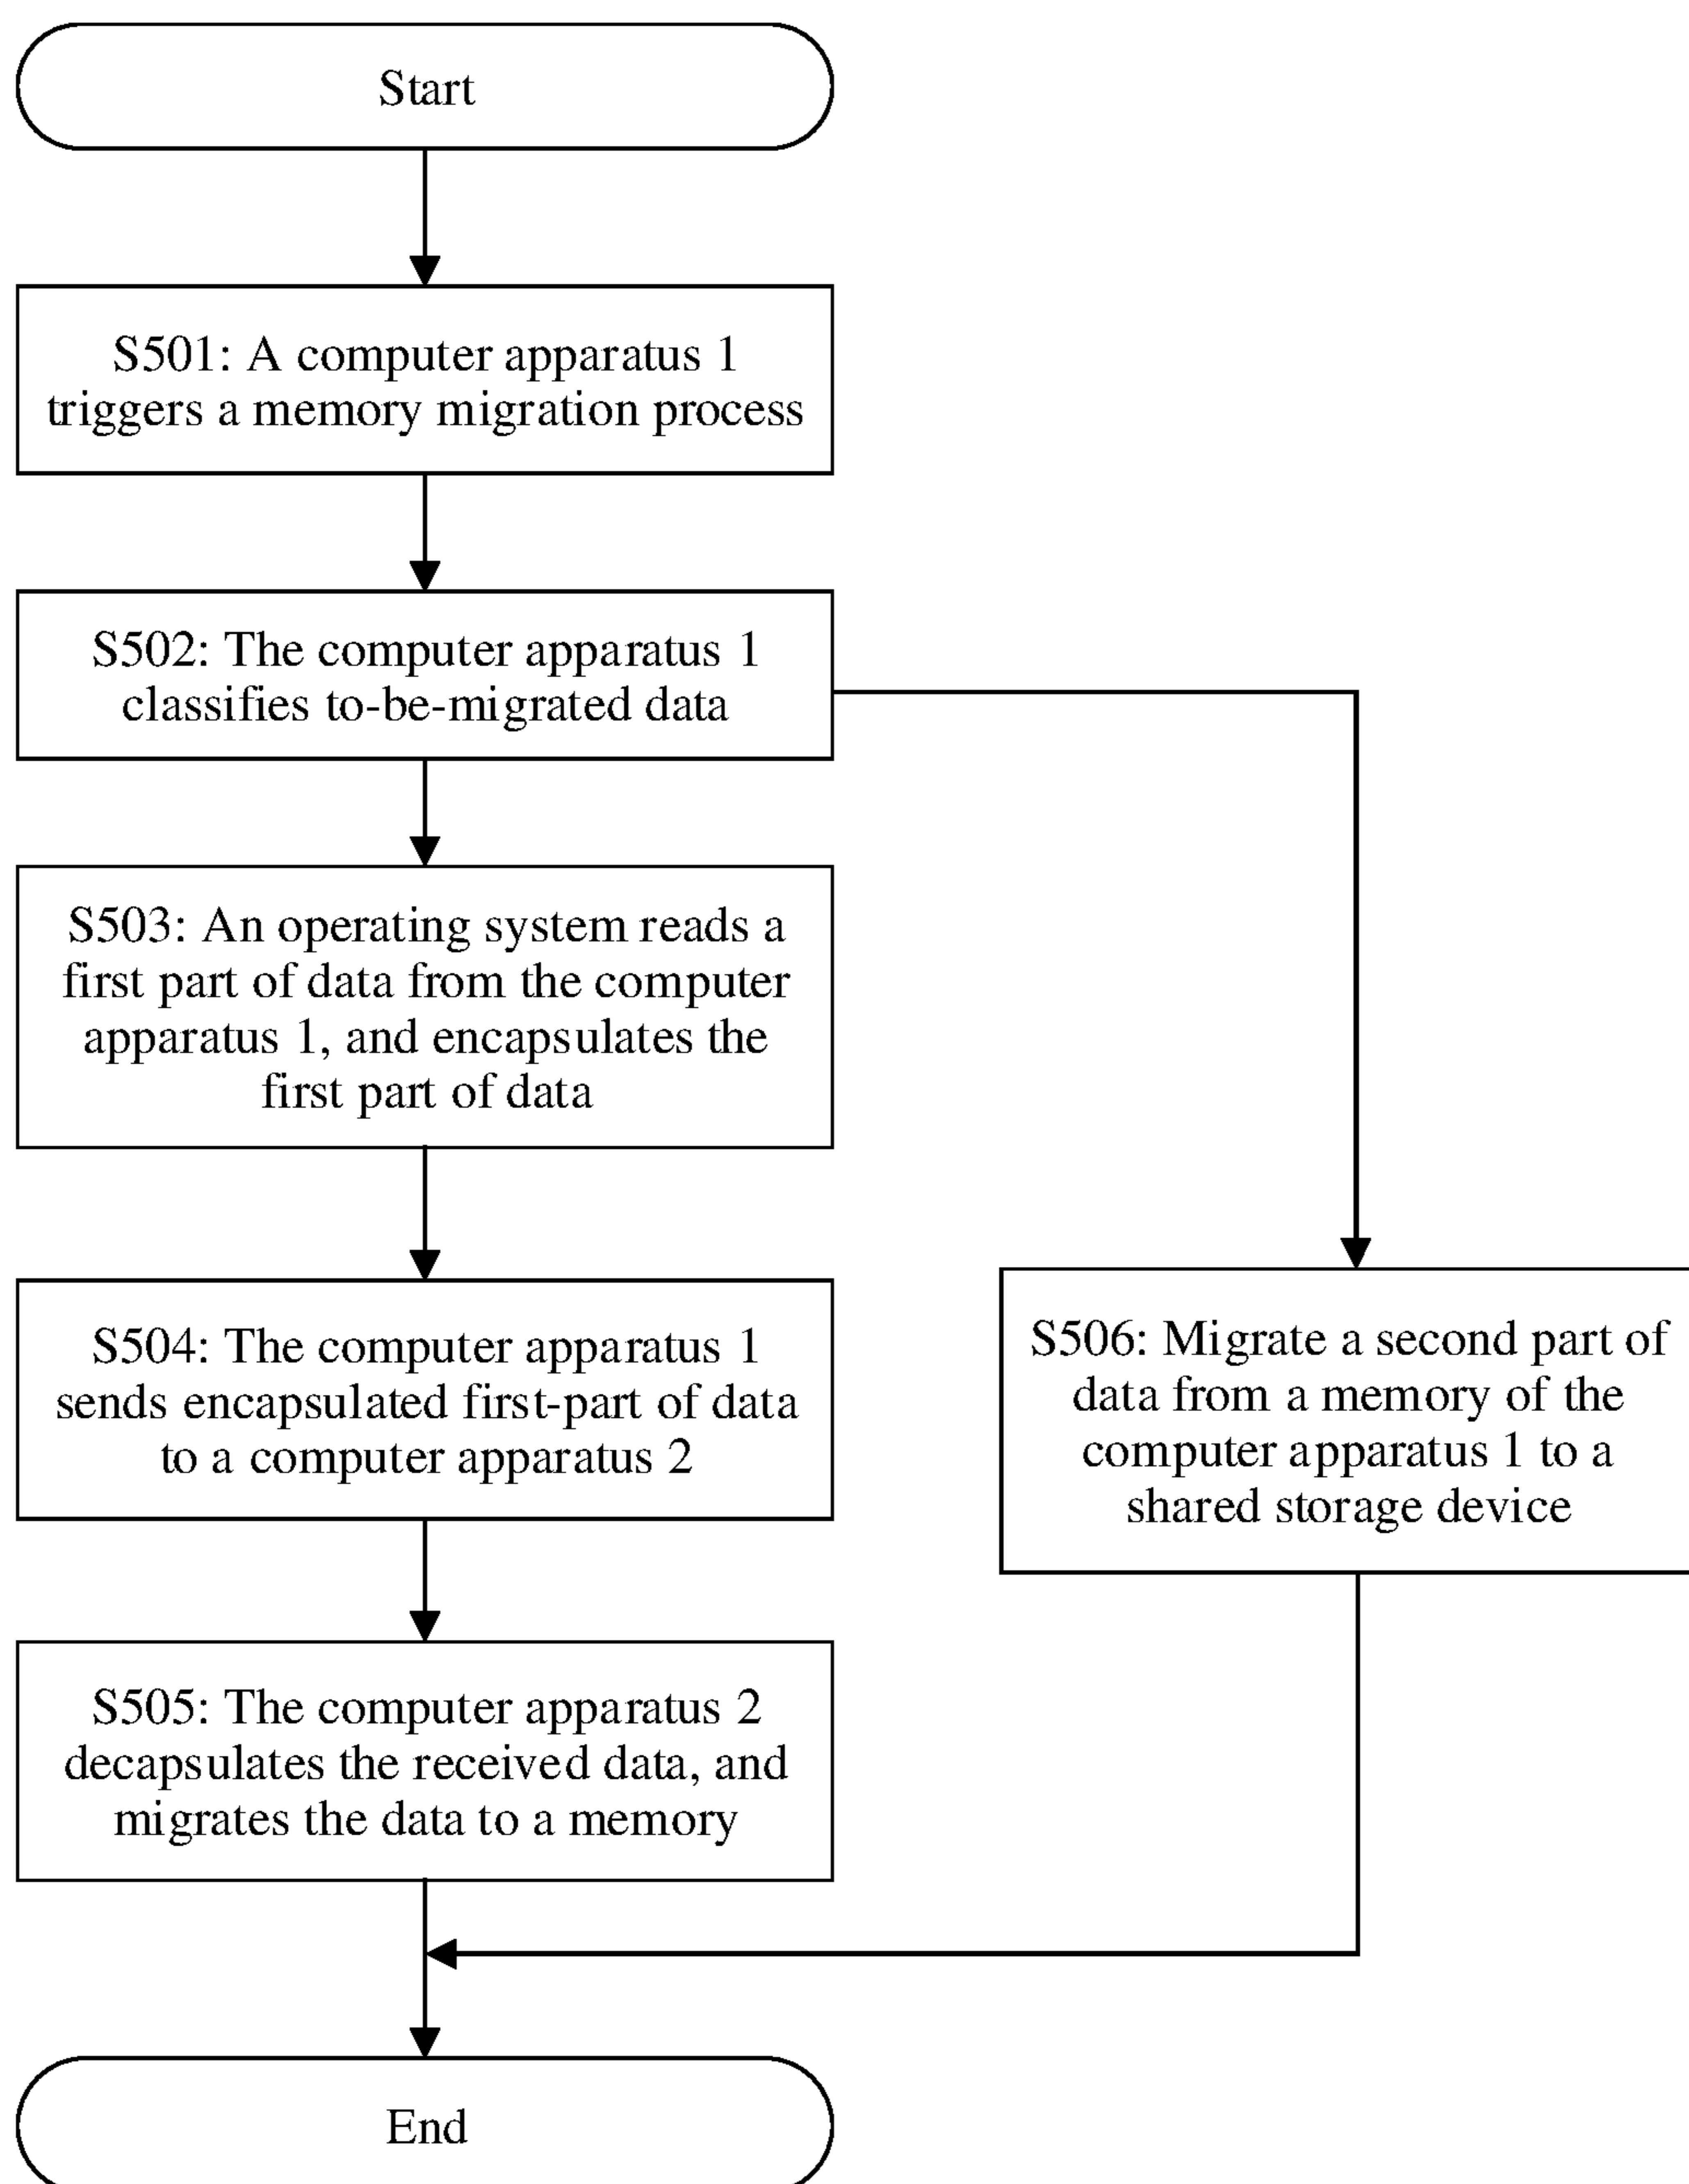 Start
S501: A computer apparatus 1
triggers a memory migration process
S502: The computer apparatus 1
classifies to-be-migrated data
S503: An operating system reads a
first part of data from the computer
apparatus 1, and encapsulates the
first part of data
S504: The computer apparatus 1
sends encapsulated first-part of data
to a computer apparatus 2
S505: The computer apparatus 2
decapsulates the received data, and
migrates the data to a memory
S506: Migrate a second part of
data from a memory of the
computer apparatus 1 to a
shared storage device
End